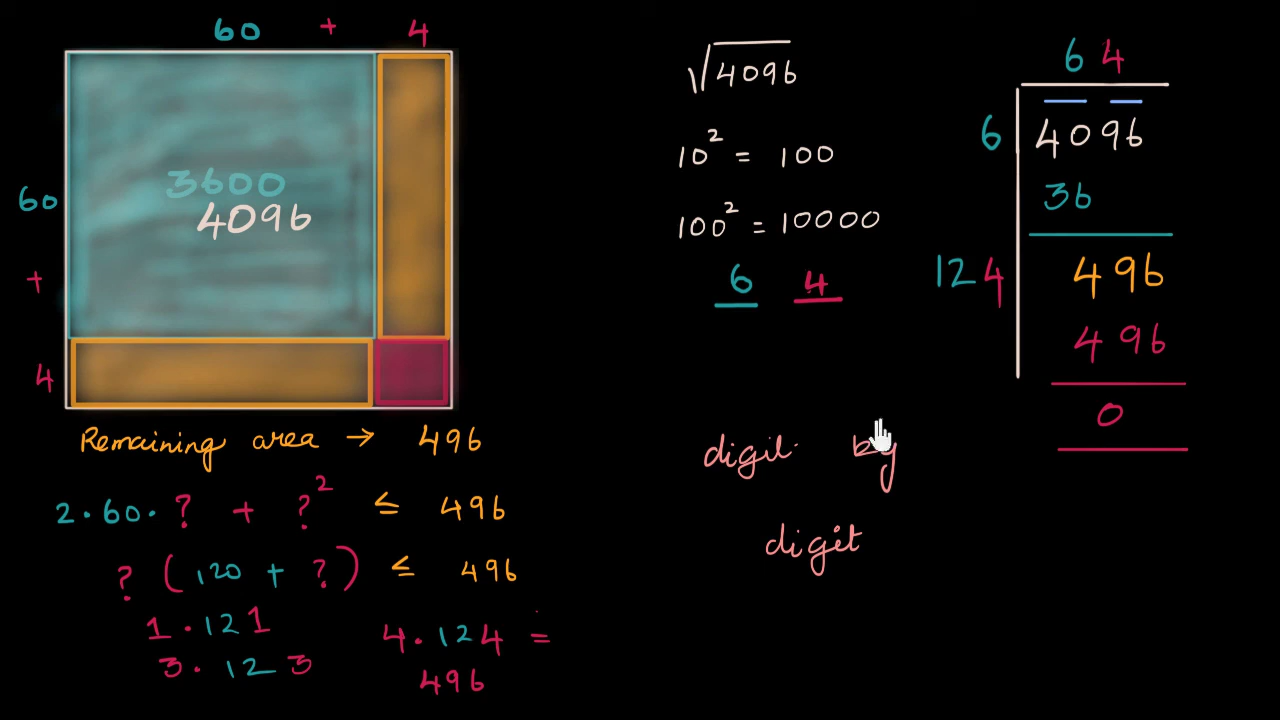 60 + 4
60
+
4
3600
4096
Remaining area → 496
2 · 60 · ? + ?² ≤ 496
? (120 + ?) ≤ 496
1 · 121
3 · 123
4 · 124 =
496
√4096
10² = 100
100² = 10000
6 4
digit by
digit
64
6 4096
36
124 496
496
0